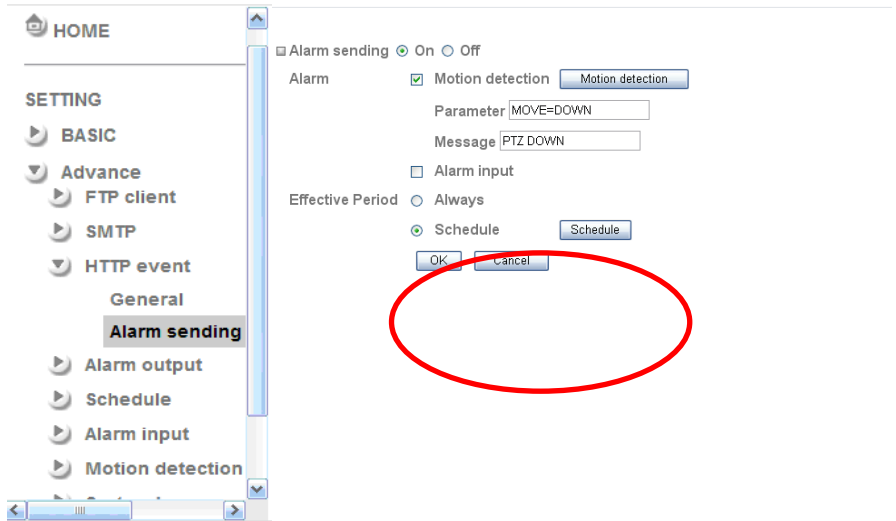 HOME
SETTING
BASIC
Advance
FTP client
SMTP
HTTP event
General
Alarm sending
Alarm output
Schedule
Alarm input
Motion detection
Alarm sending On Off
Alarm Motion detection Motion detection
Parameter MOVE=DOWN
Message PTZ DOWN
Alarm input
Effective Period Always
Schedule Schedule
OK Cancel